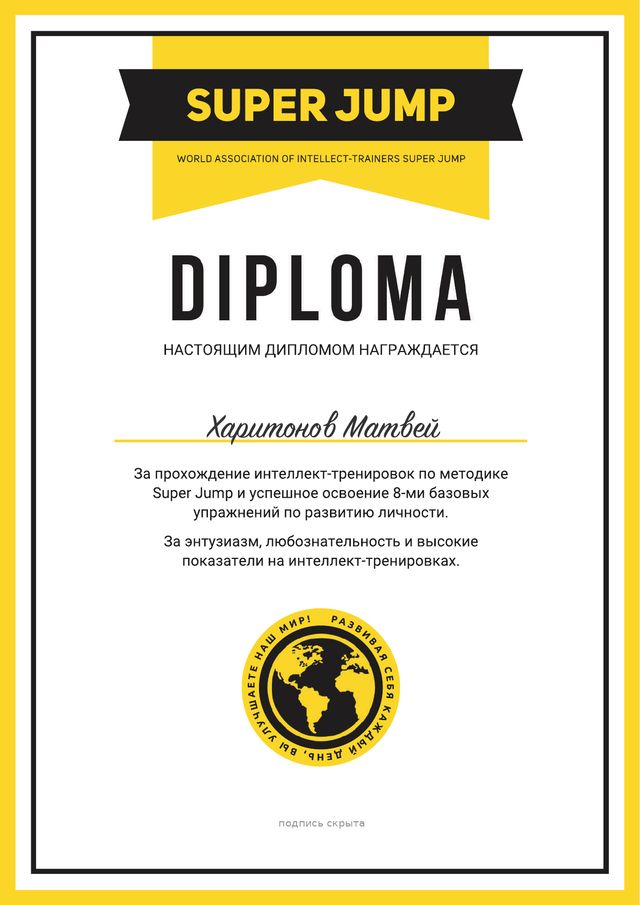 SUPER JUMP
WORLD ASSOCIATION OF INTELLECT-TRAINERS SUPER JUMP
DIPLOMA
НАСТОЯЩИМ ДИПЛОМОМ НАГРАЖДАЕТСЯ
Харитонов Матвей
За прохождение интеллект-тренировок по методике
Super Jump и успешное освоение 8-ми базовых
упражнений по развитию личности.
За энтузиазм, любознательность и высокие
показатели на интеллект-тренировках.
РАЗВИВАЯ СЕБЯ КАЖДЫЙ ДЕНЬ, ВЫ УЛУЧШАЕТЕ НАШ МИР!
подпись скрыта